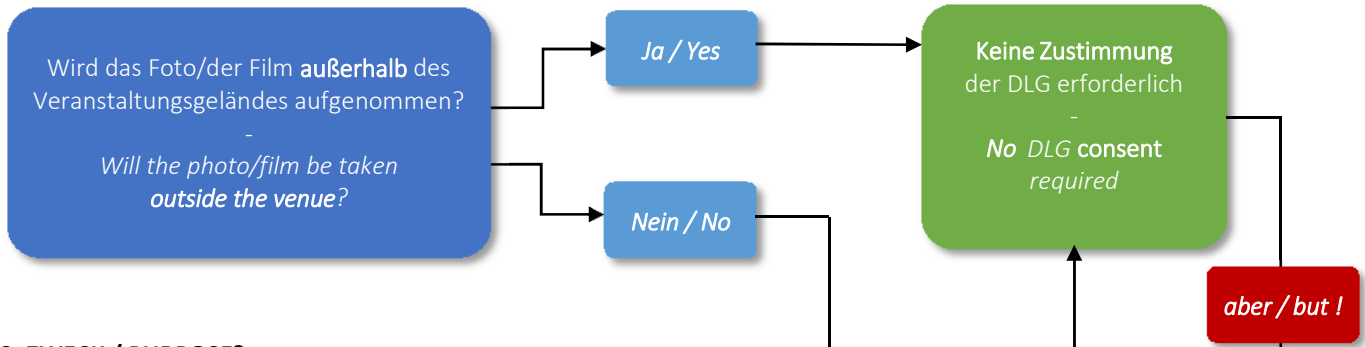 Wird das Foto/der Film außerhalb des
Veranstaltungsgeländes aufgenommen?
-
Will the photo/film be taken
outside the venue?
Ja / Yes
Nein / No
Keine Zustimmung
der DLG erforderlich
-
No DLG consent
required
aber / but !